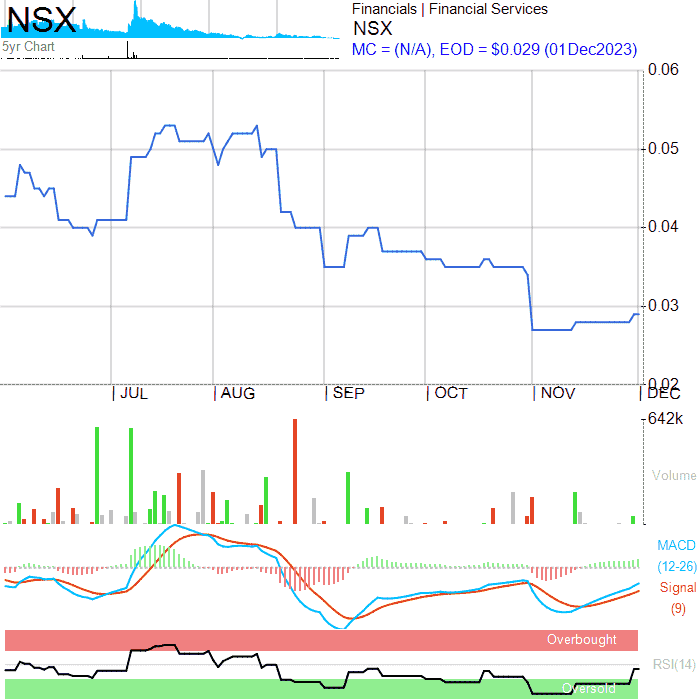 NSX
5yr Chart
Financials | Financial Services
NSX
MC = (N/A), EOD = $0.029 (01Dec2023)
0.06
0.05
0.04
0.03
0.02
JUL AUG SEP OCT NOV DEC
642k
Volume
MACD
(12-26)
Signal
(9)
Overbought
RSI(14)
Oversold